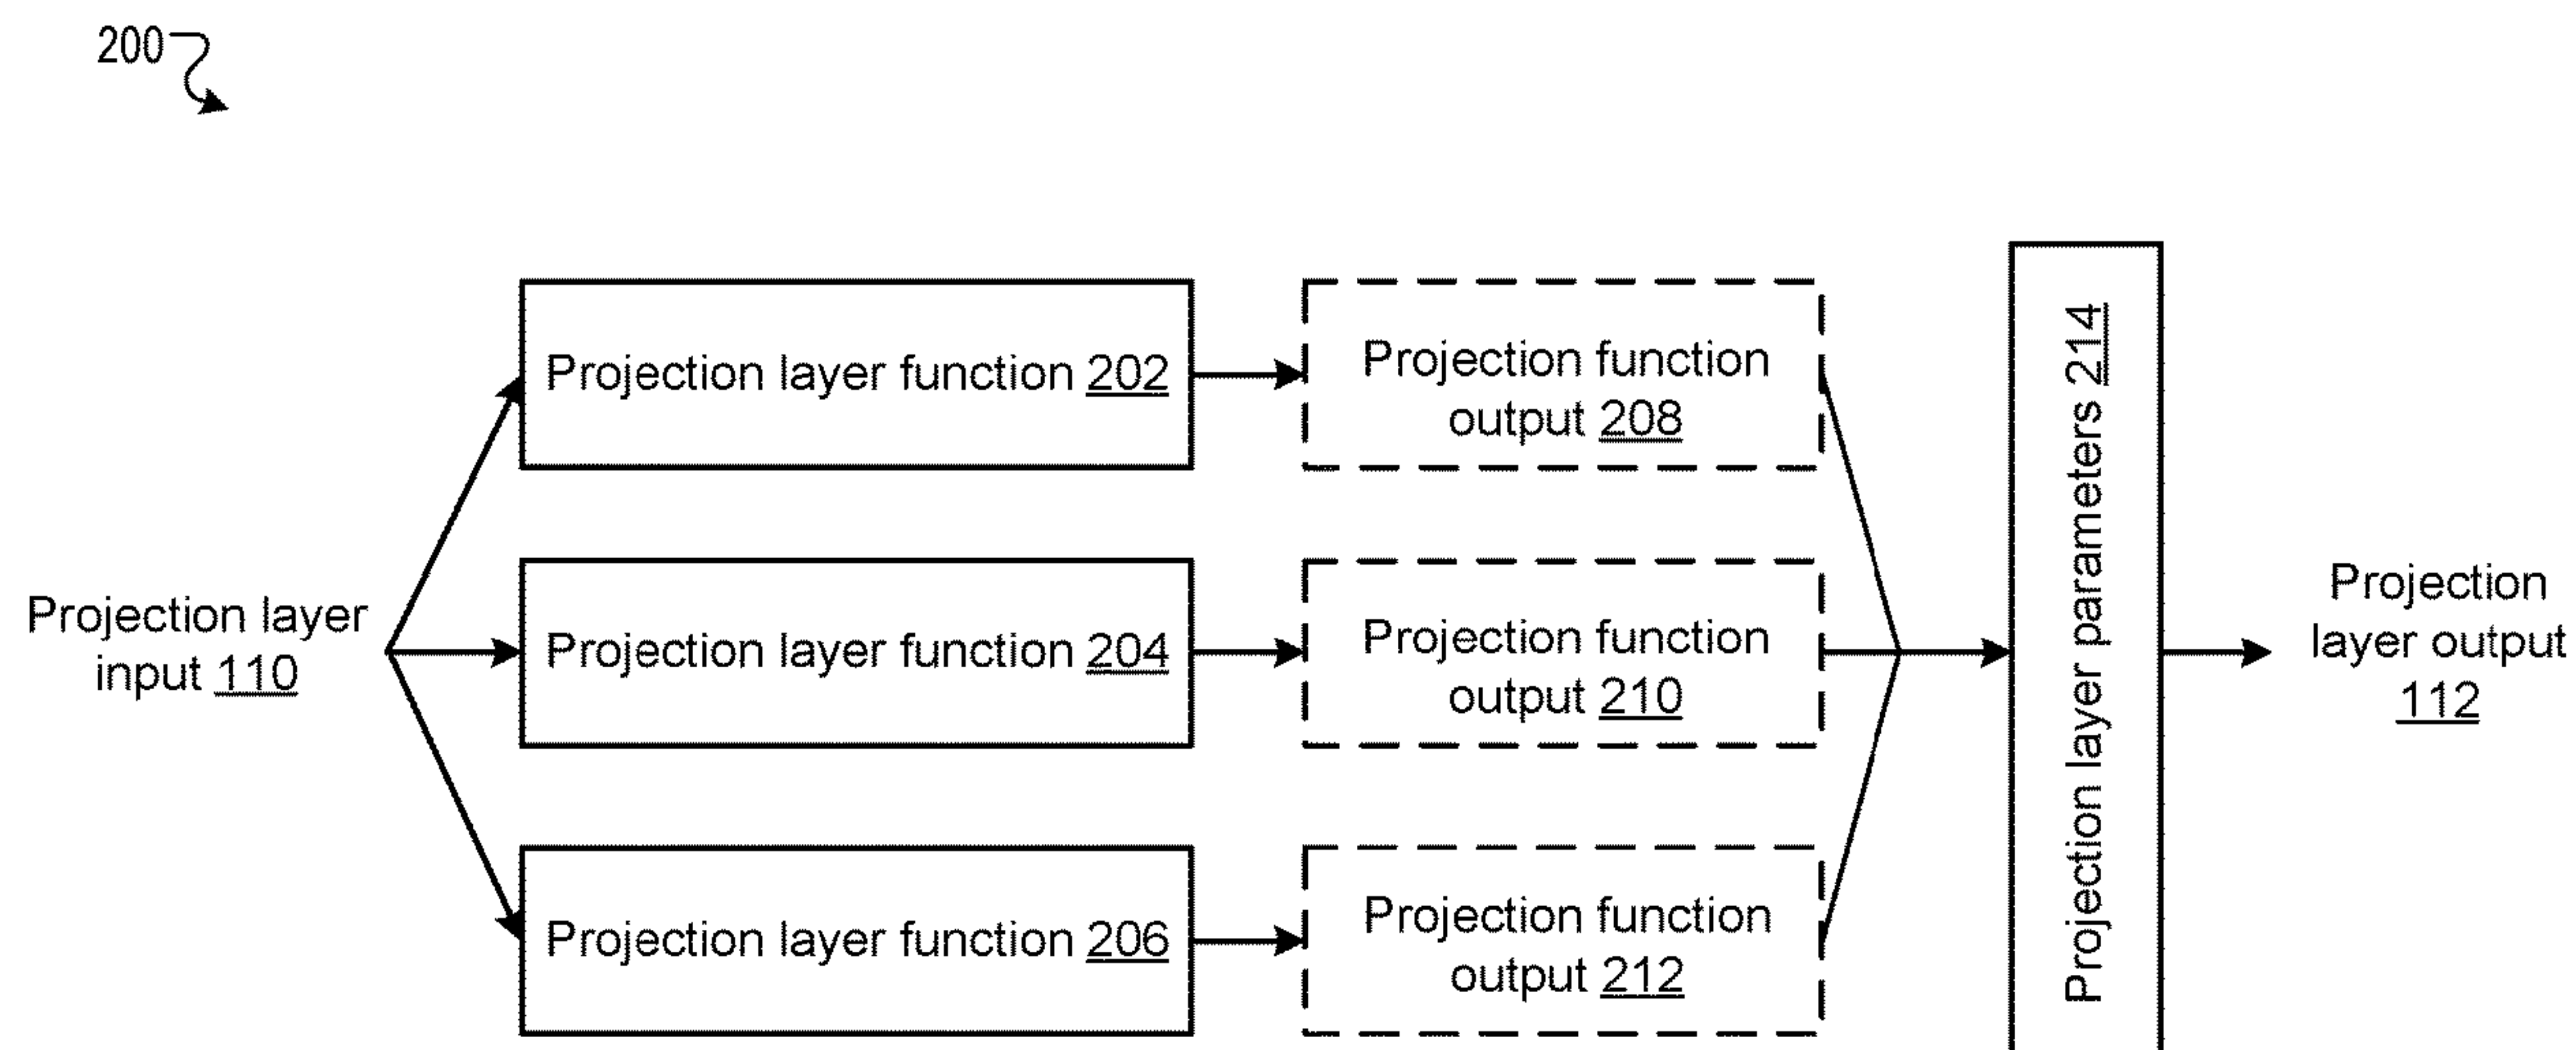 200
Projection layer
input 110
Projection layer function 202
Projection function
output 208
Projection layer function 204
Projection function
output 210
Projection layer function 206
Projection function
output 212
Projection layer parameters 214
Projection
layer output
112